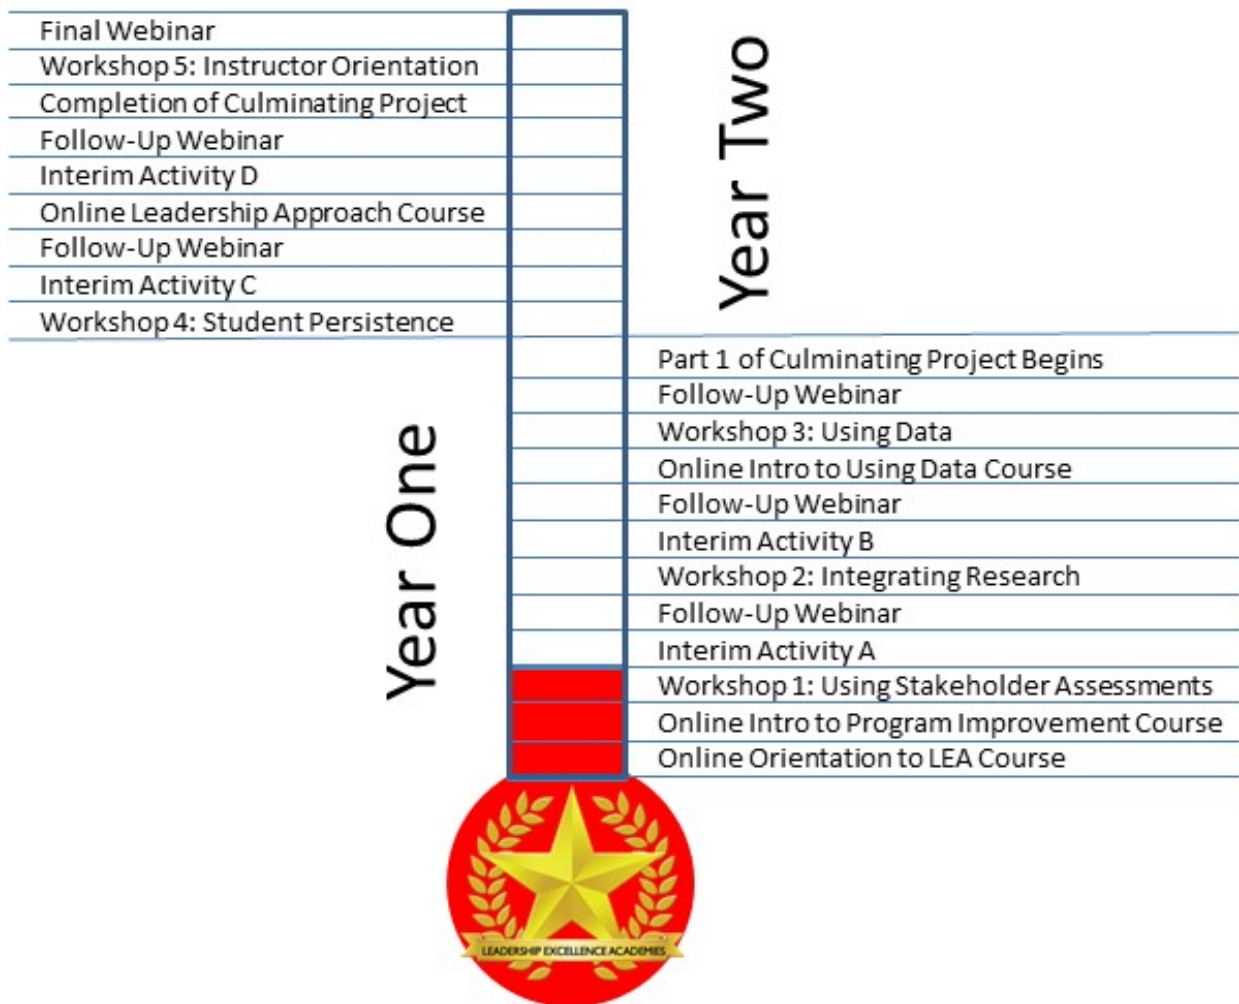 Final Webinar
Workshop 5: Instructor Orientation
Completion of Culminating Project
Follow-Up Webinar
Interim Activity D
Online Leadership Approach Course
Follow-Up Webinar
Interim Activity C
Workshop 4: Student Persistence
Year Two
Part 1 of Culminating Project Begins
Follow-Up Webinar
Workshop 3: Using Data
Online Intro to Using Data Course
Follow-Up Webinar
Interim Activity B
Workshop 2: Integrating Research
Follow-Up Webinar
Interim Activity A
Workshop 1: Using Stakeholder Assessments
Online Intro to Program Improvement Course
Online Orientation to LEA Course
Year One
LEADERSHIP EXCELLENCE ACADEMIES